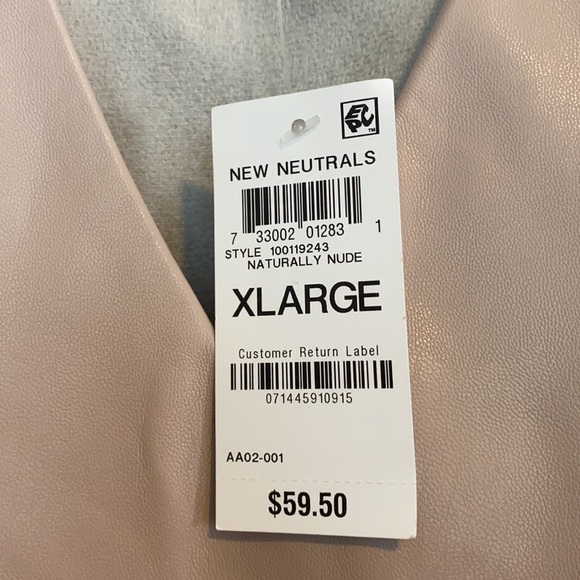 EPC™
NEW NEUTRALS
7 33002 01283 1
STYLE 100119243
NATURALLY NUDE
XLARGE
Customer Return Label
071445910915
AA02-001
$59.50